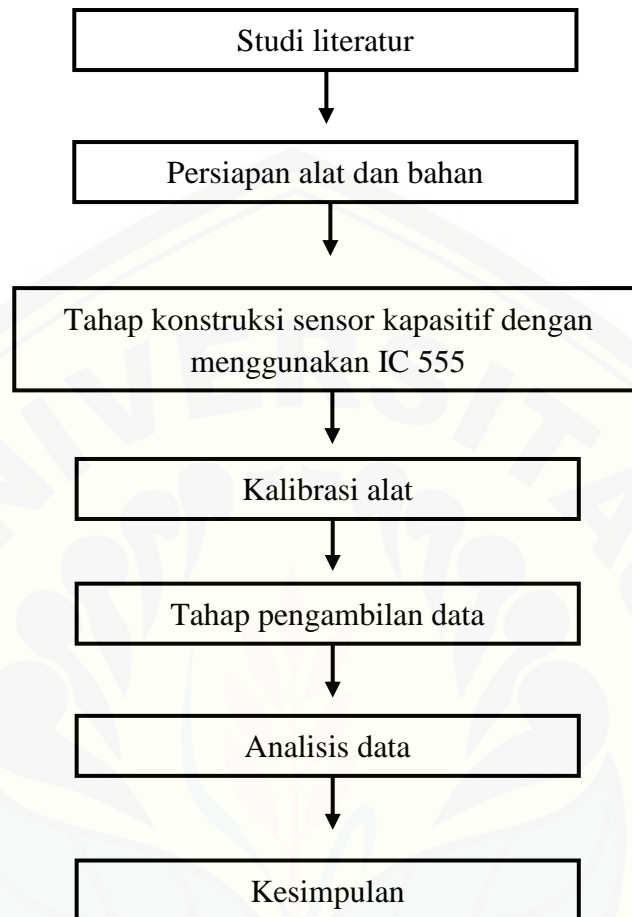 Studi literatur
Persiapan alat dan bahan
Tahap konstruksi sensor kapasitif dengan
menggunakan IC 555
Kalibrasi alat
Tahap pengambilan data
Analisis data
Kesimpulan